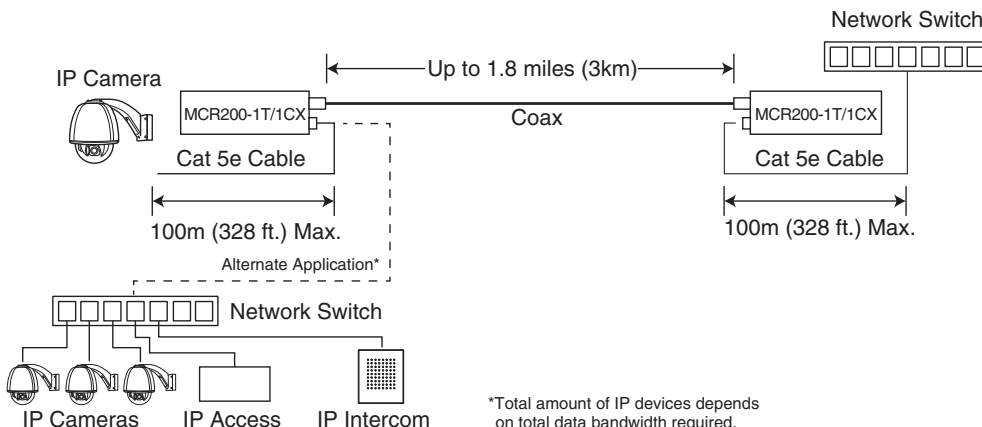 Network Switch
Up to 1.8 miles (3km)
IP Camera
MCR200-1T/1CX
Coax
MCR200-1T/1CX
Cat 5e Cable
Cat 5e Cable
100m (328 ft.) Max.
100m (328 ft.) Max.
Alternate Application*
Network Switch
IP Cameras
IP Access
IP Intercom
*Total amount of IP devices depends
on total data bandwidth required.